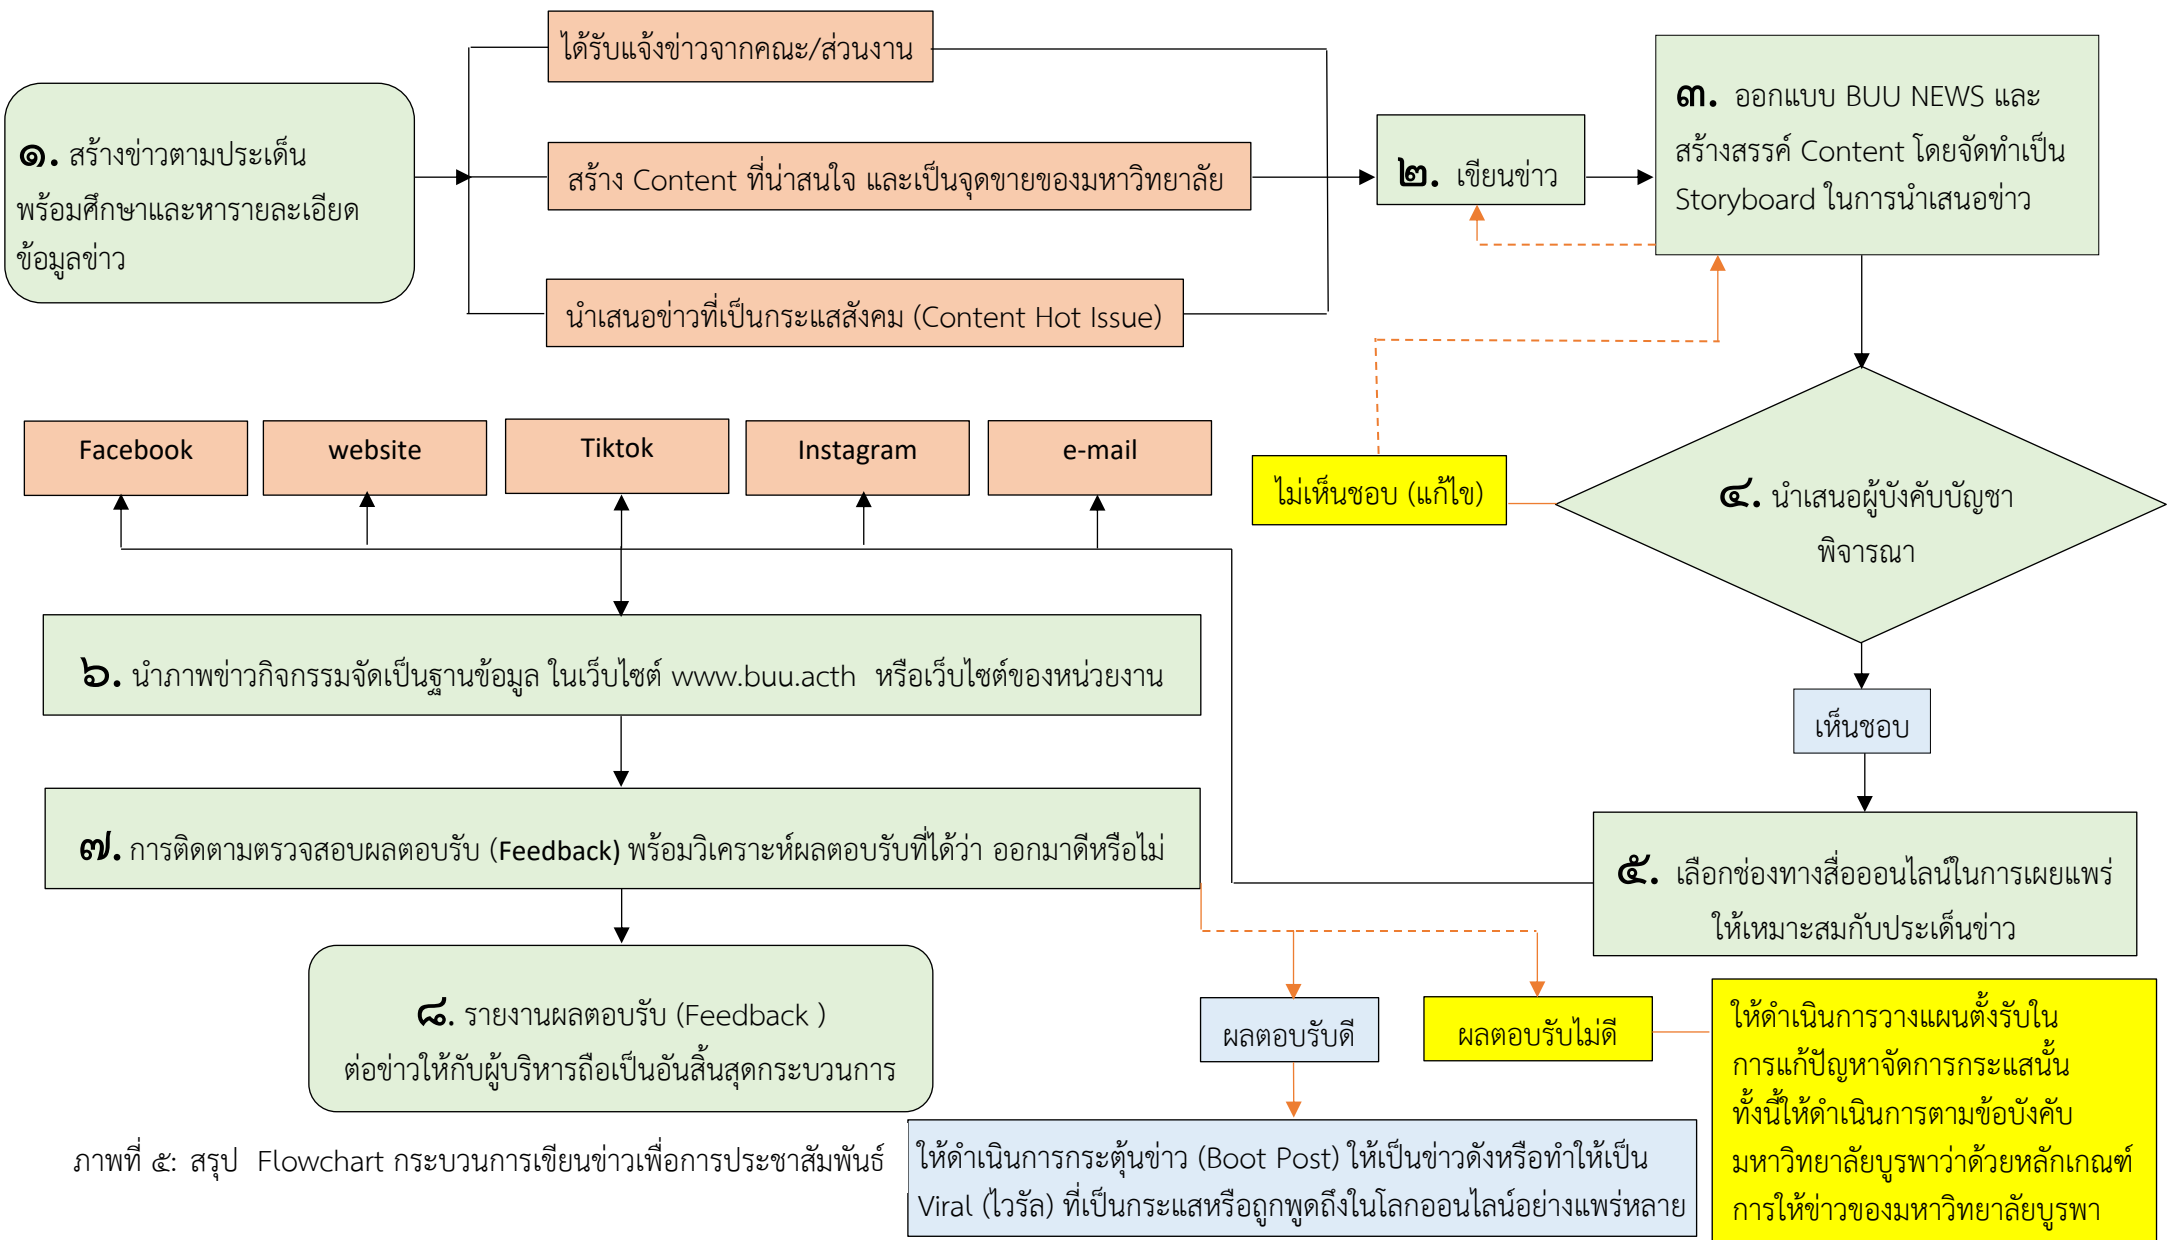 ได้รับแจ้งข่าวจากคณะ/ส่วนงาน
๑. สร้างข่าวตามประเด็น
พร้อมศึกษาและหารายละเอียด
ข้อมูลข่าว
สร้าง Content ที่น่าสนใจ และเป็นจุดขายของมหาวิทยาลัย
นำเสนอข่าวที่เป็นกระแสสังคม (Content Hot Issue)
๒. เขียนข่าว
๓. ออกแบบ BUU NEWS และ
สร้างสรรค์ Content โดยจัดทำเป็น
Storyboard ในการนำเสนอข่าว
Facebook
website
Tiktok
Instagram
e-mail
ไม่เห็นชอบ (แก้ไข)
๔. นำเสนอผู้บังคับบัญชา
พิจารณา
เห็นชอบ
๕. เลือกช่องทางสื่อออนไลน์ในการเผยแพร่
ให้เหมาะสมกับประเด็นข่าว
๖. นำภาพข่าวกิจกรรมจัดเป็นฐานข้อมูล ในเว็บไซต์ www.buu.acth หรือเว็บไซต์ของหน่วยงาน
๗. การติดตามตรวจสอบผลตอบรับ (Feedback) พร้อมวิเคราะห์ผลตอบรับที่ได้ว่า ออกมาดีหรือไม่
๘. รายงานผลตอบรับ (Feedback )
ต่อข่าวให้กับผู้บริหารถือเป็นอันสิ้นสุดกระบวนการ
ผลตอบรับดี
ผลตอบรับไม่ดี
ให้ดำเนินการวางแผนตั้งรับใน
การแก้ปัญหาจัดการกระแสนั้น
ทั้งนี้ให้ดำเนินการตามข้อบังคับ
มหาวิทยาลัยบูรพาว่าด้วยหลักเกณฑ์
การให้ข่าวของมหาวิทยาลัยบูรพา
ให้ดำเนินการกระตุ้นข่าว (Boot Post) ให้เป็นข่าวดังหรือทำให้เป็น
Viral (ไวรัล) ที่เป็นกระแสหรือถูกพูดถึงในโลกออนไลน์อย่างแพร่หลาย
ภาพที่ ๕: สรุป Flowchart กระบวนการเขียนข่าวเพื่อการประชาสัมพันธ์